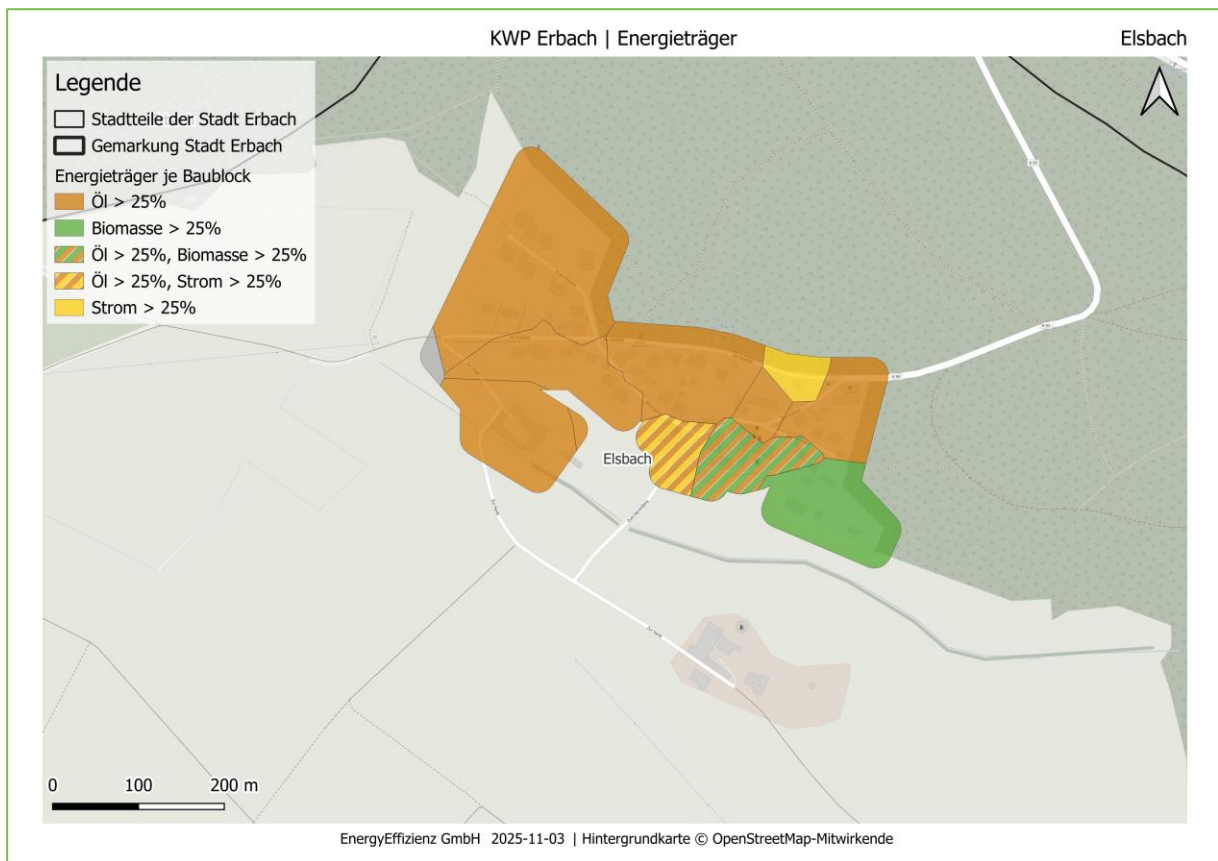 KWP Erbach | Energieträger
Elsbach
Legende
Stadtteile der Stadt Erbach
Gemarkung Stadt Erbach
Energieträger je Baublock
Öl > 25%
Biomasse > 25%
Öl > 25%, Biomasse > 25%
Öl > 25%, Strom > 25%
Strom > 25%
Elsbach
0 100 200 m
EnergyEffizienz GmbH 2025-11-03 | Hintergrundkarte © OpenStreetMap-Mitwirkende